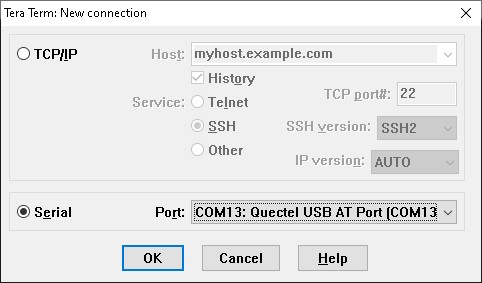 Tera Term: New connection
TCP/IP
Host: myhost.example.com
History
Service: Telnet
TCP port#: 22
SSH
SSH version: SSH2
Other
IP version: AUTO
Serial
Port: COM13: Quectel USB AT Port (COM13
OK Cancel Help